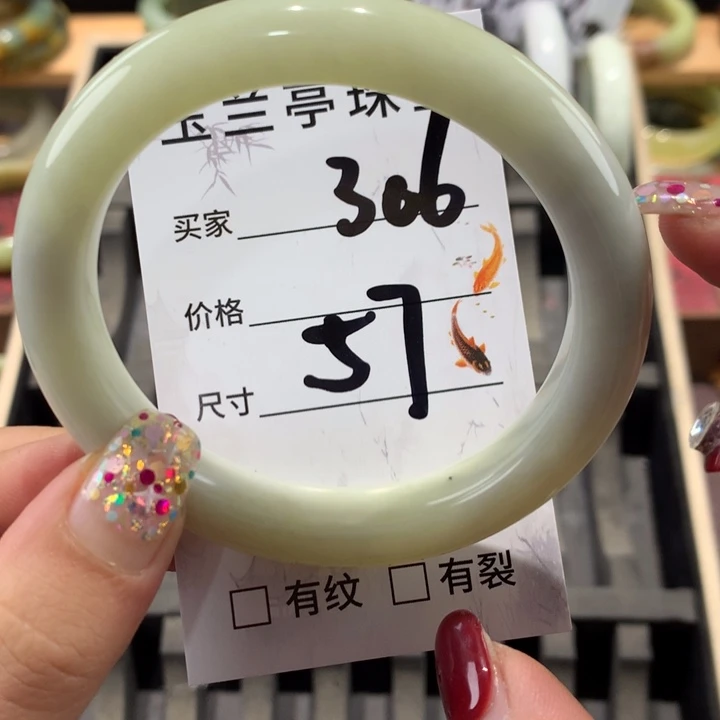 玉兰亭珠
买家 306
价格
尺寸 57
有纹 有裂